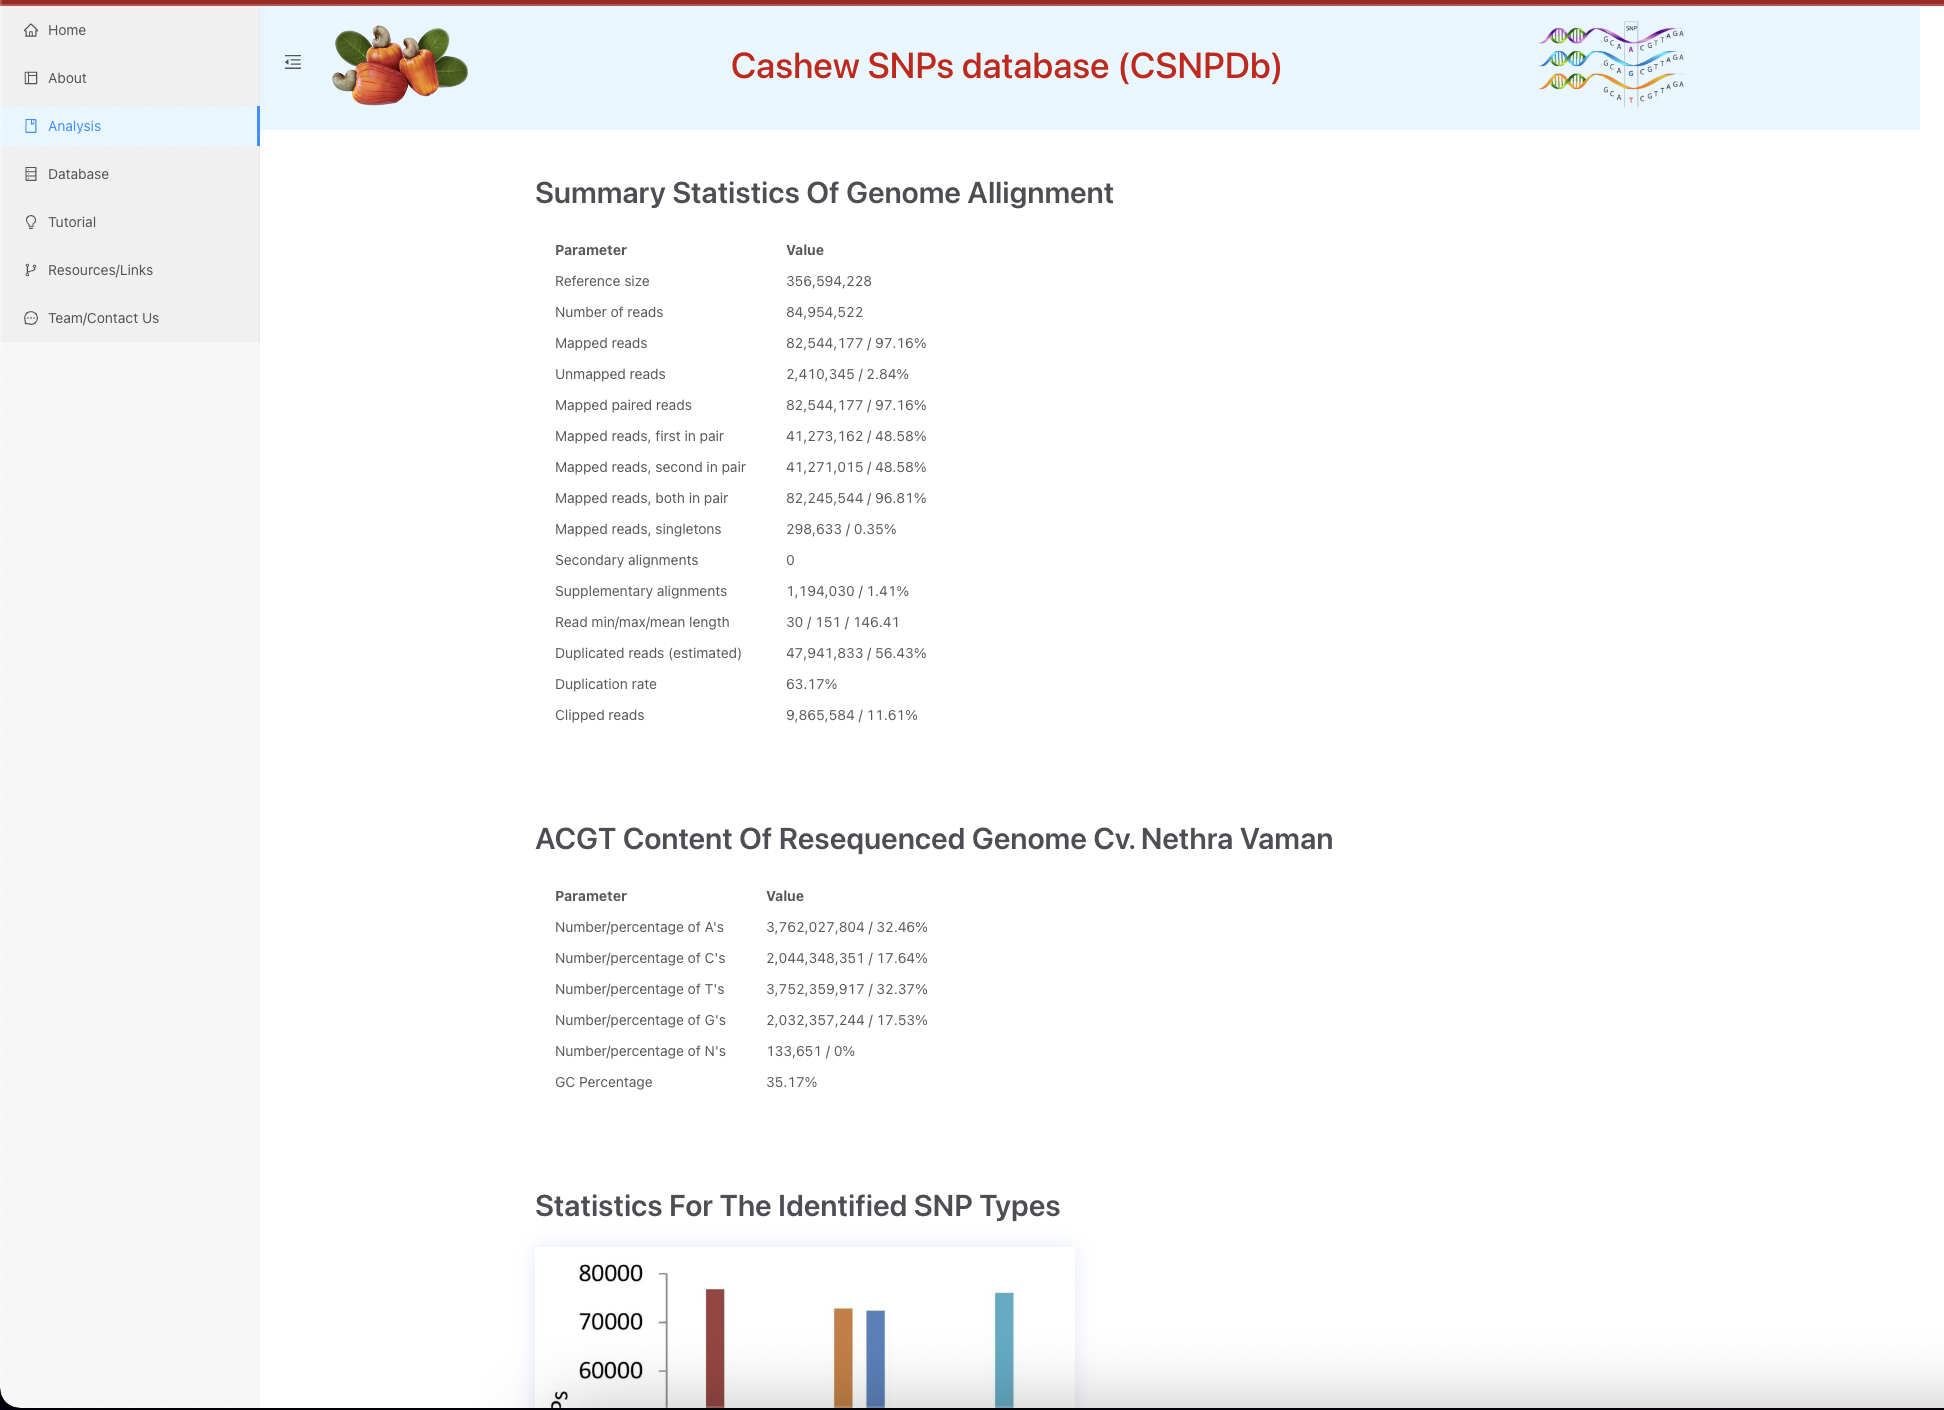 Home
About
Analysis
Database
Tutorial
Resources/Links
Team/Contact Us
Cashew SNPs database (CSNPDb)
SNP
GCAACGTTAGA
GCAGCGTTAGA
GCATCGTTAGA
Summary Statistics Of Genome Allignment
Parameter Value
Reference size 356,594,228
Number of reads 84,954,522
Mapped reads 82,544,177 / 97.16%
Unmapped reads 2,410,345 / 2.84%
Mapped paired reads 82,544,177 / 97.16%
Mapped reads, first in pair 41,273,162 / 48.58%
Mapped reads, second in pair 41,271,015 / 48.58%
Mapped reads, both in pair 82,245,544 / 96.81%
Mapped reads, singletons 298,633 / 0.35%
Secondary alignments 0
Supplementary alignments 1,194,030 / 1.41%
Read min/max/mean length 30 / 151 / 146.41
Duplicated reads (estimated) 47,941,833 / 56.43%
Duplication rate 63.17%
Clipped reads 9,865,584 / 11.61%
ACGT Content Of Resequenced Genome Cv. Nethra Vaman
Parameter Value
Number/percentage of A's 3,762,027,804 / 32.46%
Number/percentage of C's 2,044,348,351 / 17.64%
Number/percentage of T's 3,752,359,917 / 32.37%
Number/percentage of G's 2,032,357,244 / 17.53%
Number/percentage of N's 133,651 / 0%
GC Percentage 35.17%
Statistics For The Identified SNP Types
80000
70000
60000